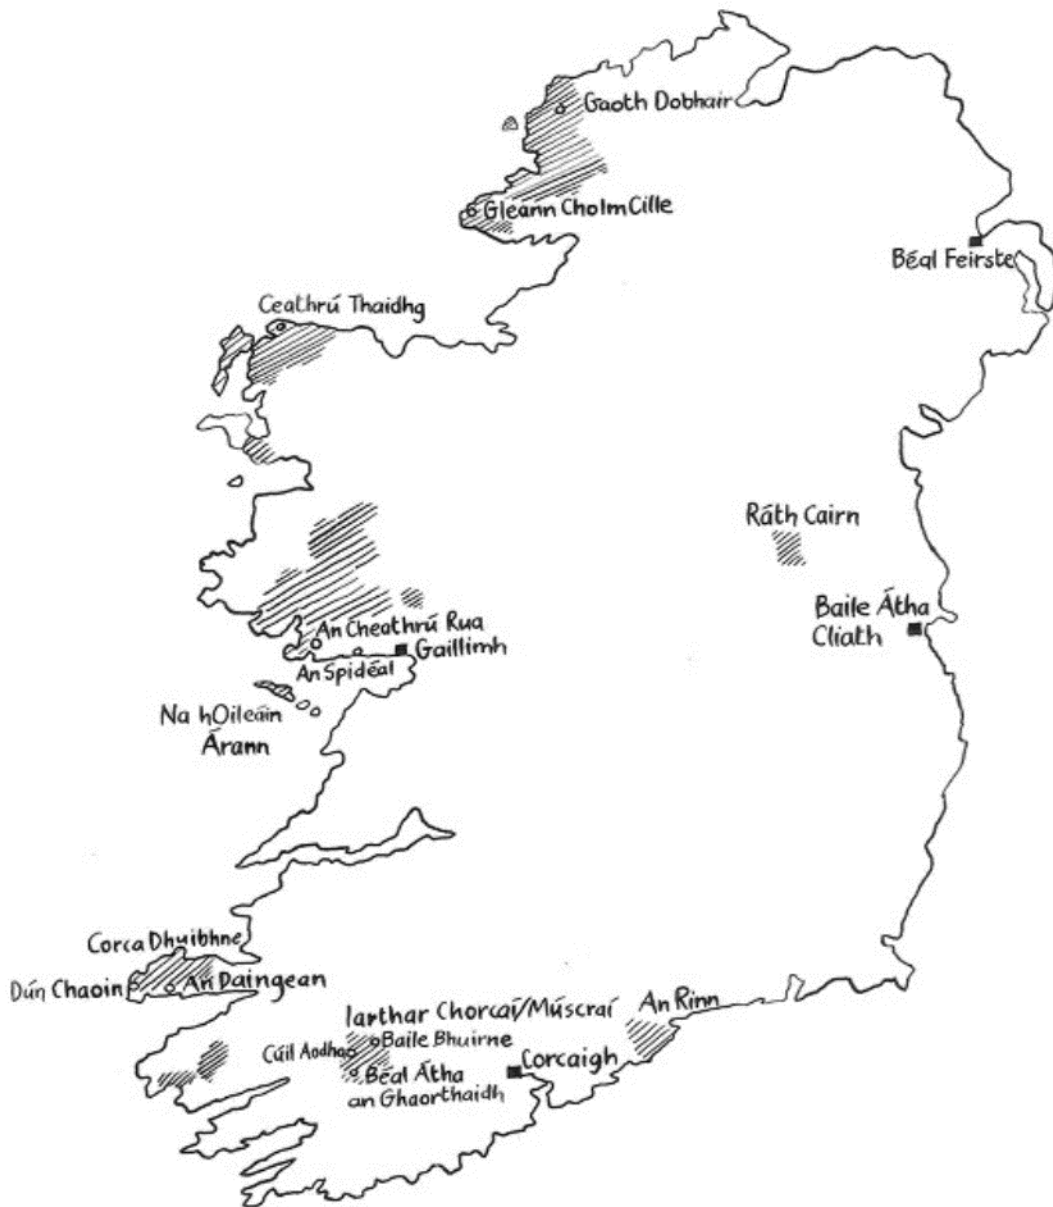 Gaoth Dobhair
Gleann Cholm Cille
Béal Feirste
Ceathrú Thaidhg
Ráth Cairn
Baile Átha
Cliath
An Cheathrú Rua
Gaillimh
An Spidéal
Na hOileáin
Árann
Corca Dhuibhne
Dún Chaoin
An Daingean
Iarthar Chorcaí/Múscraí
An Rinn
Baile Bhuirne
Cúil Aodha
Corcaigh
Béal Átha
an Ghaorthaidh